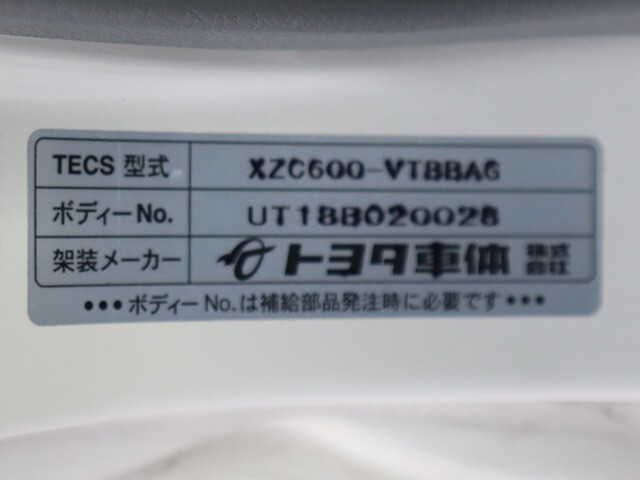 TECS 型式 XZC600-VTBBAG
ボディーNo. UT18B020028
架装メーカー トヨタ車体 株式会社
•••ボディーNo.は補給部品発注時に必要です•••